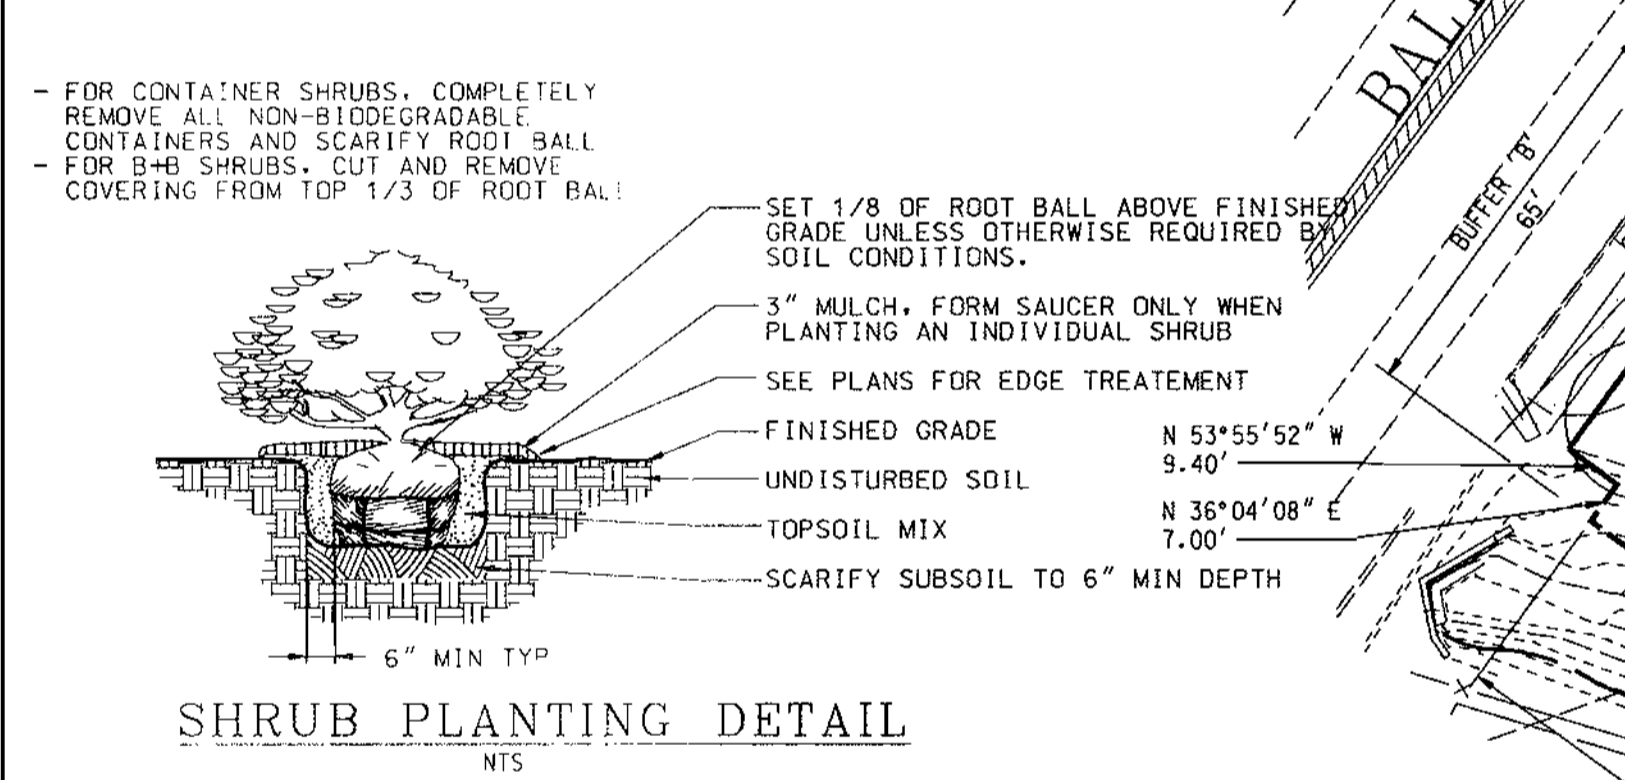 - FOR CONTAINER SHRUBS, COMPLETELY
REMOVE ALL NON-BIODEGRADABLE
CONTAINERS AND SCARIFY ROOT BALL
- FOR B+B SHRUBS, CUT AND REMOVE
COVERING FROM TOP 1/3 OF ROOT BALL
SET 1/8 OF ROOT BALL ABOVE FINISHED
GRADE UNLESS OTHERWISE REQUIRED BY
SOIL CONDITIONS.
3" MULCH, FORM SAUCER ONLY WHEN
PLANTING AN INDIVIDUAL SHRUB
SEE PLANS FOR EDGE TREATEMENT
FINISHED GRADE
UNDISTURBED SOIL
TOPSOIL MIX
SCARIFY SUBSOIL TO 6" MIN DEPTH
6" MIN TYP
SHRUB PLANTING DETAIL
NTS
BUFFER 'B'
65'
N 53°55'52" W
9.40'
N 36°04'08" E
7.00'